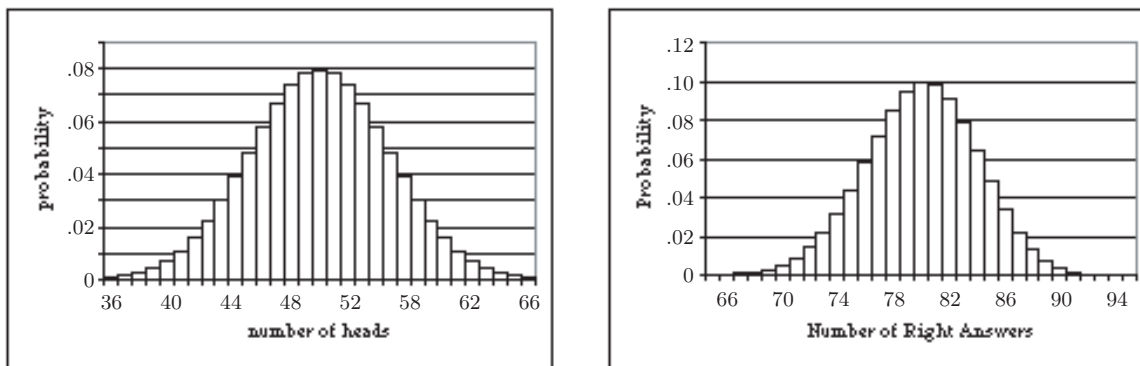 .08
.06
.04
.02
0
probability
36 40 44 48 52 58 62 66
number of heads
.12
.10
.08
.06
.04
.02
0
Probability
66 70 74 78 82 86 90 94
Number of Right Answers